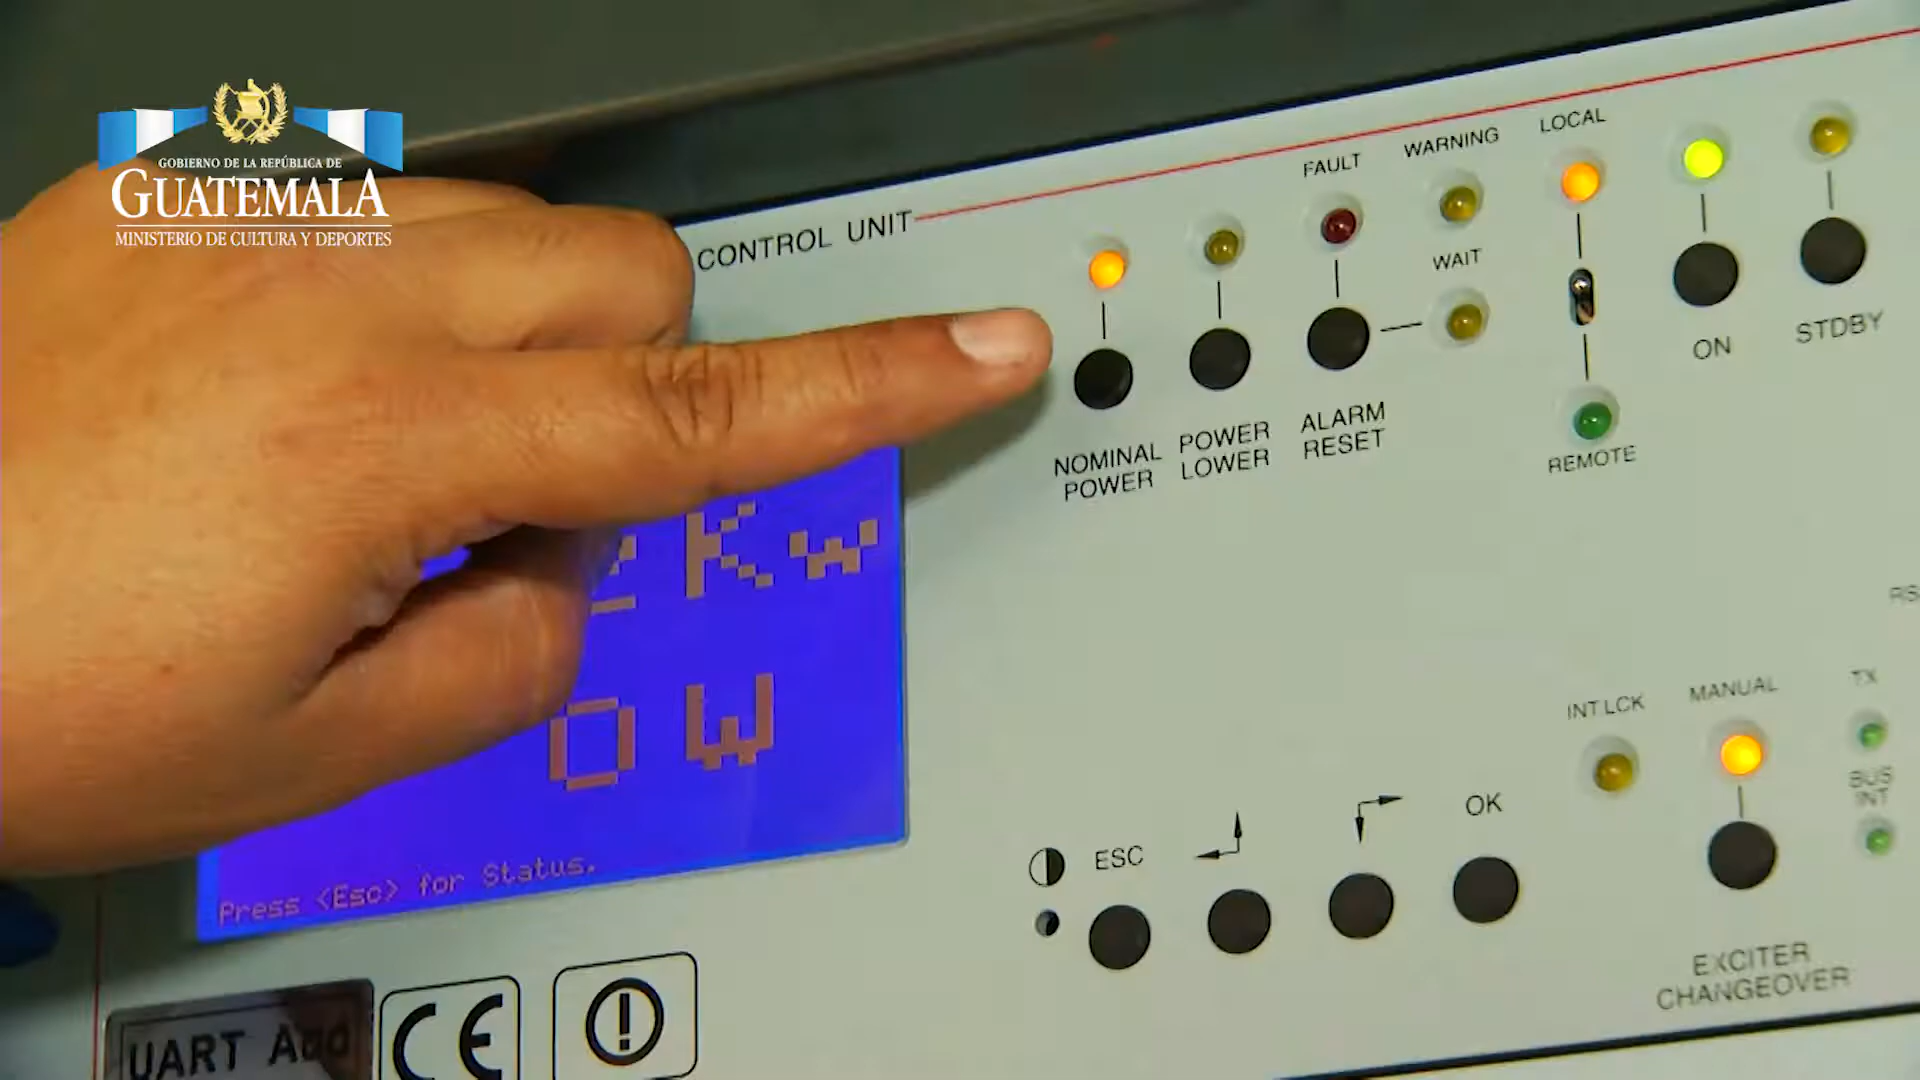 GOBIERNO DE LA REPÚBLICA DE
GUATEMALA
MINISTERIO DE CULTURA Y DEPORTES
CONTROL UNIT
FAULT
WARNING
LOCAL
WAIT
ON
STDBY
NOMINAL
POWER
POWER
LOWER
ALARM
RESET
REMOTE
Kw
0 W
Press <Esc> for Status.
INT LCK
MANUAL
TX
BUS
INT
ESC
OK
EXCITER
CHANGEOVER
UART
CE